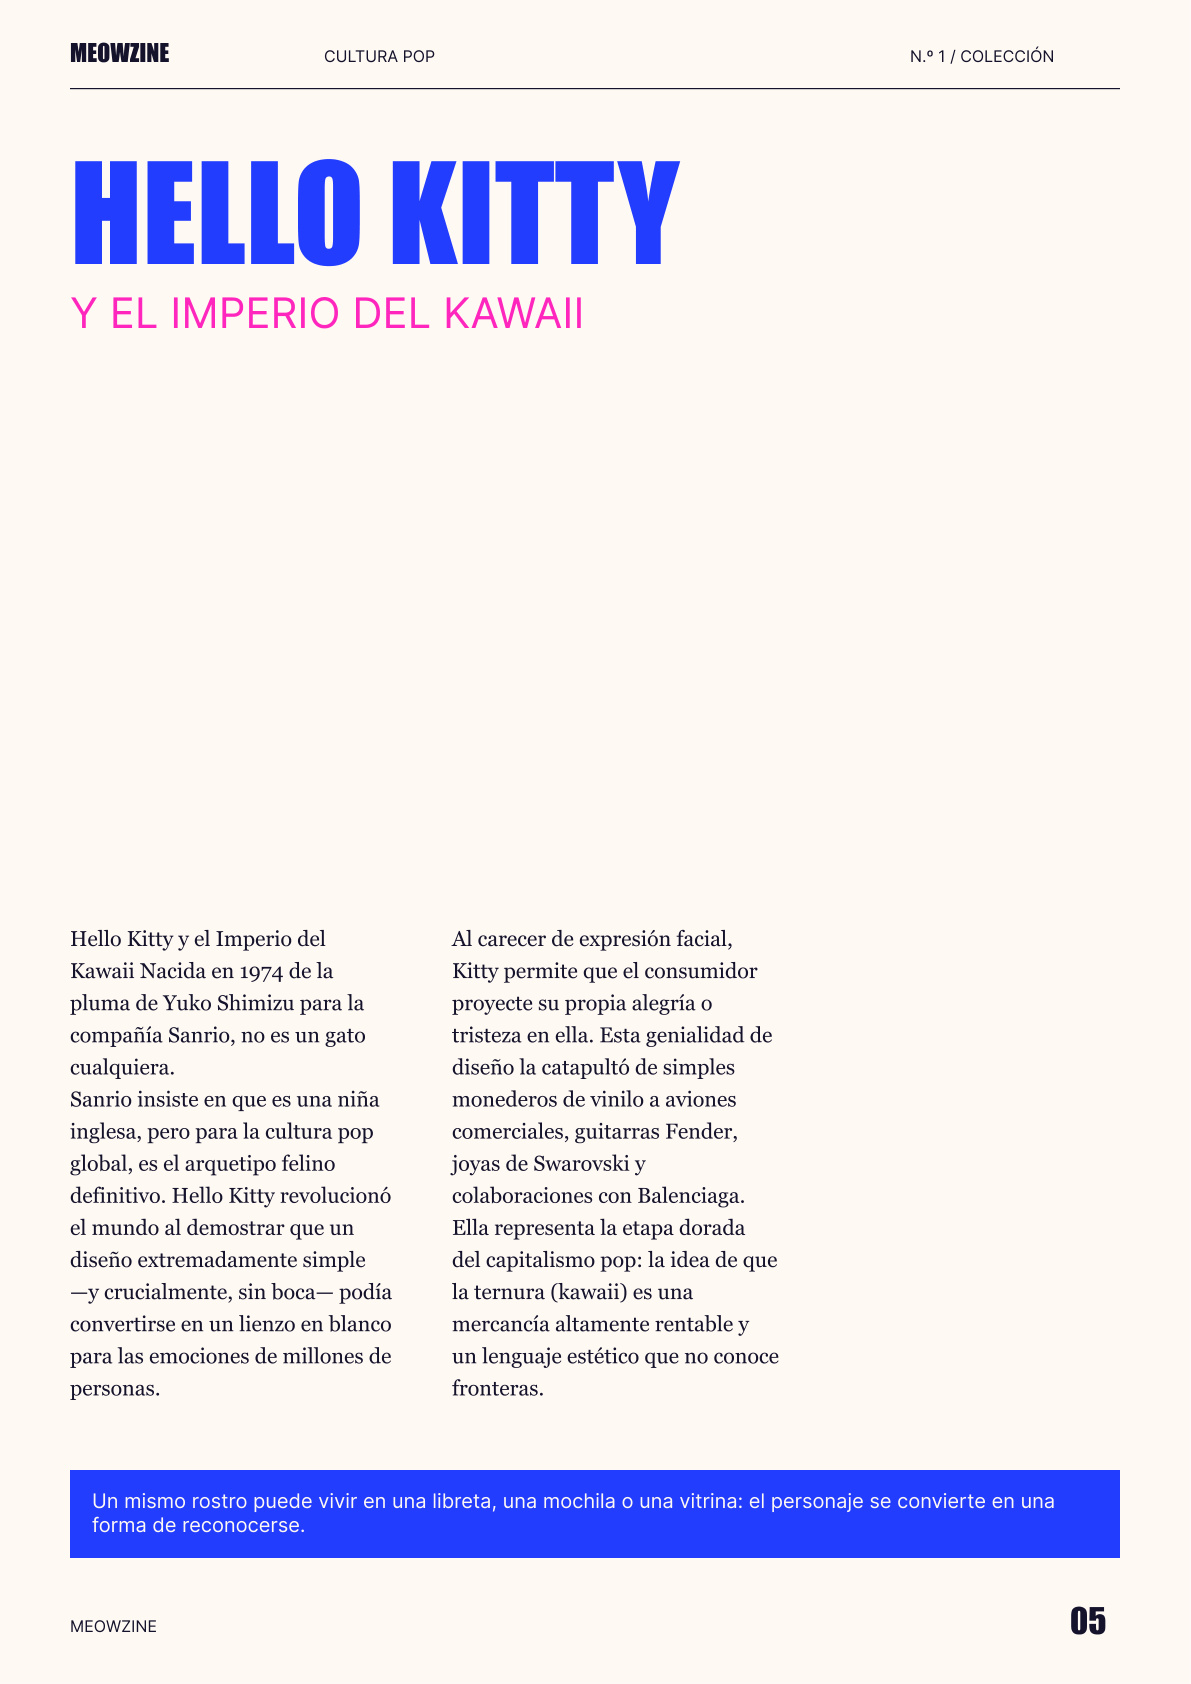 MEOWZINE
CULTURA POP
N.º 1 / COLECCIÓN
HELLO KITTY
Y EL IMPERIO DEL KAWAII
Hello Kitty y el Imperio del
Kawaii Nacida en 1974 de la
pluma de Yuko Shimizu para la
compañía Sanrio, no es un gato
cualquiera.
Sanrio insiste en que es una niña
inglesa, pero para la cultura pop
global, es el arquetipo felino
definitivo. Hello Kitty revolucionó
el mundo al demostrar que un
diseño extremadamente simple
—y crucialmente, sin boca— podía
convertirse en un lienzo en blanco
para las emociones de millones de
personas.
Al carecer de expresión facial,
Kitty permite que el consumidor
proyecte su propia alegría o
tristeza en ella. Esta genialidad de
diseño la catapultó de simples
monederos de vinilo a aviones
comerciales, guitarras Fender,
joyas de Swarovski y
colaboraciones con Balenciaga.
Ella representa la etapa dorada
del capitalismo pop: la idea de que
la ternura (kawaii) es una
mercancía altamente rentable y
un lenguaje estético que no conoce
fronteras.
Un mismo rostro puede vivir en una libreta, una mochila o una vitrina: el personaje se convierte en una
forma de reconocerse.
MEOWZINE
05